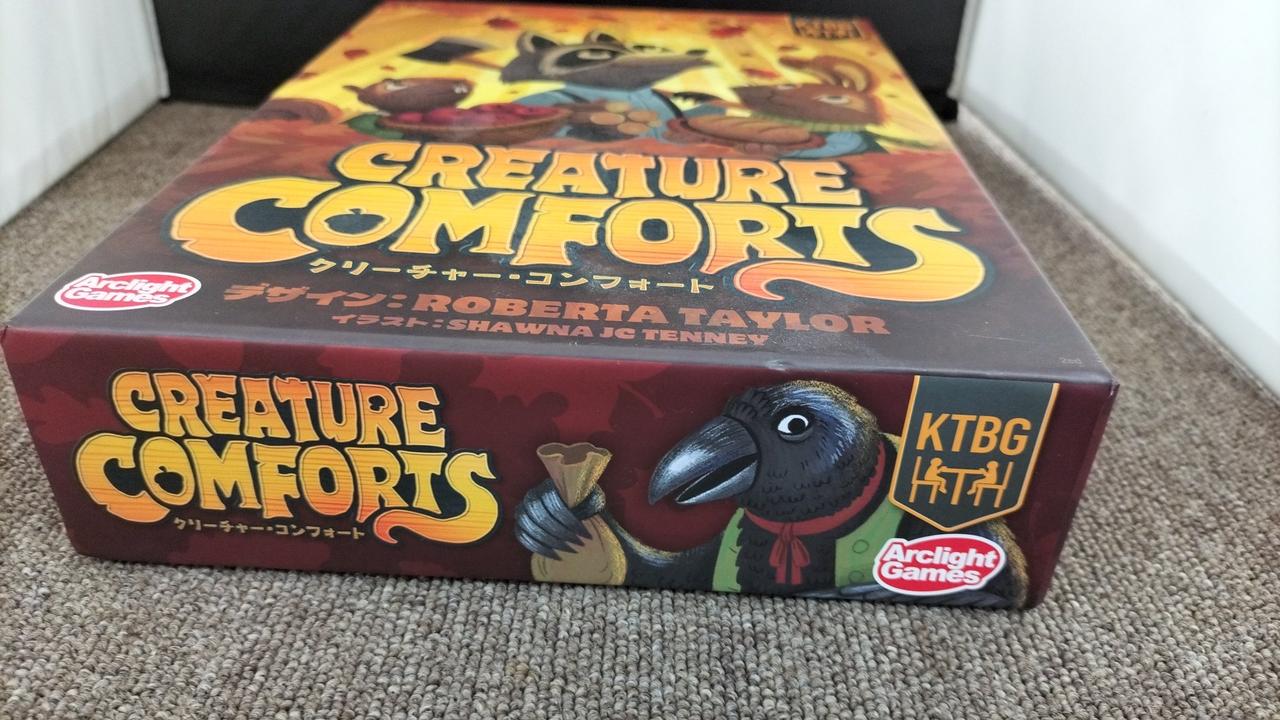 KTBG
CREATURE
COMFORTS
クリーチャー・コンフォート
デザイン：ROBERTA TAYLOR
イラスト：SHAWNA JC TENNEY
Arclight
Games
2ed
CREATURE
COMFORTS
クリーチャー・コンフォート
KTBG
Arclight
Games